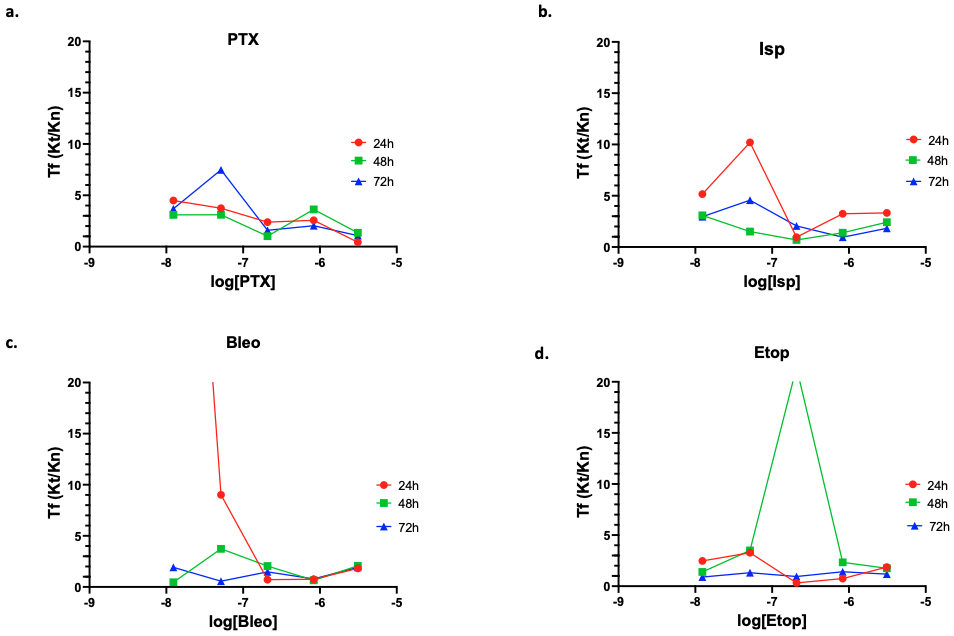 a.
PTX
20
15
10
5
0
Tf (Kt/Kn)
-9 -8 -7 -6 -5
log[PTX]
24h
48h
72h
b.
Isp
20
15
10
5
0
Tf (Kt/Kn)
-9 -8 -7 -6 -5
log[Isp]
24h
48h
72h
c.
Bleo
20
15
10
5
0
Tf (Kt/Kn)
-9 -8 -7 -6 -5
log[Bleo]
24h
48h
72h
d.
Etop
20
15
10
5
0
Tf (Kt/Kn)
-9 -8 -7 -6 -5
log[Etop]
24h
48h
72h